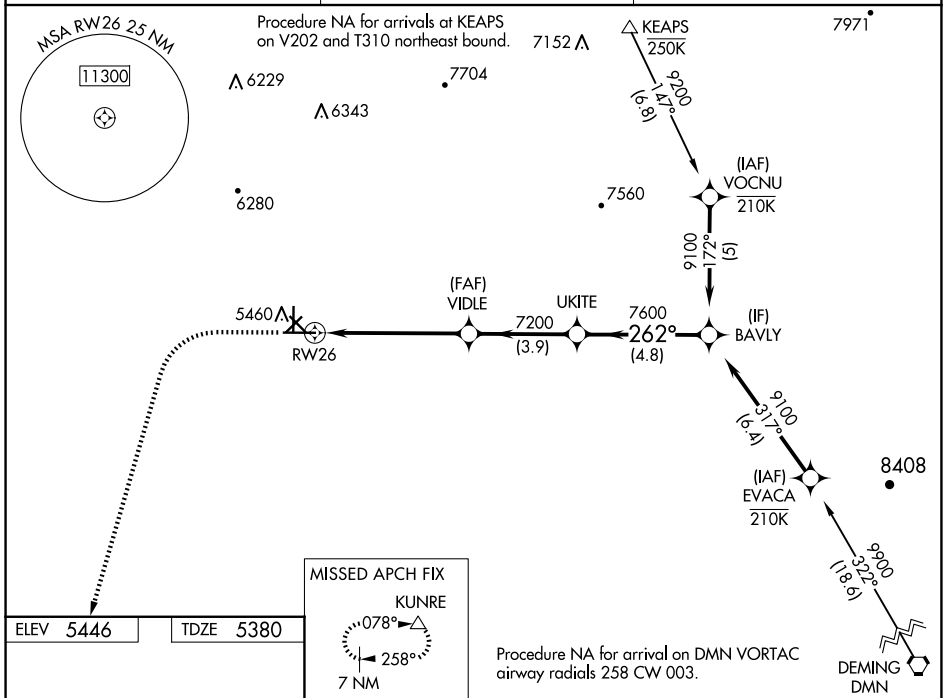 MSA RW26 25 NM
11300
Procedure NA for arrivals at KEAPS
on V202 and T310 northeast bound.
7152
KEAPS
250K
7971
6229
7704
6343
9200
147°
(6.8)
(IAF)
VOCNU
210K
6280
7560
9100
172°
(5)
5460
RW26
(FAF)
VIDLE
7200
(3.9)
UKITE
7600
262°
(4.8)
(IF)
BAVLY
9100
317°
(6.4)
(IAF)
EVACA
210K
8408
9900
322°
(18.6)
MISSED APCH FIX
KUNRE
078°
258°
7 NM
ELEV 5446
TDZE 5380
Procedure NA for arrival on DMN VORTAC
airway radials 258 CW 003.
DEMING
DMN